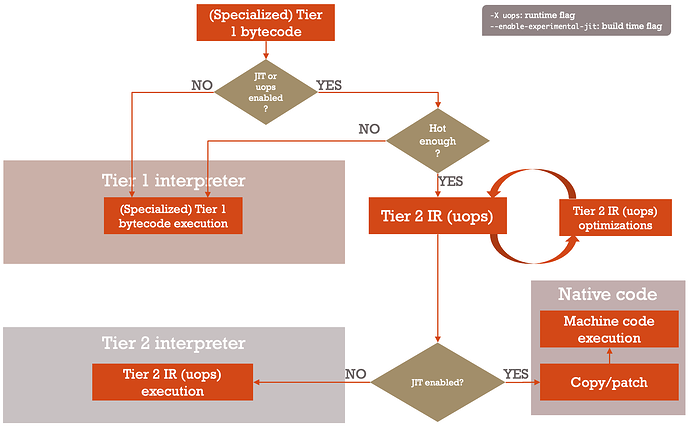 (Specialized) Tier
1 bytecode
-X uops: runtime flag
--enable-experimental-jit: build time flag
JIT or
uops
enabled
?
NO
YES
Hot
enough
?
NO
YES
Tier 1 interpreter
(Specialized) Tier 1
bytecode execution
Tier 2 IR (uops)
Tier 2 IR (uops)
optimizations
Native code
Machine code
execution
Copy/patch
Tier 2 interpreter
Tier 2 IR (uops)
execution
NO
JIT enabled?
YES